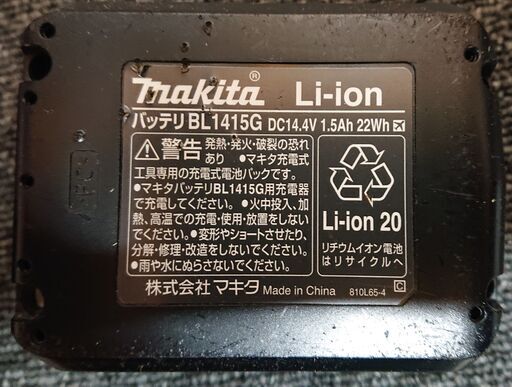 makita® Li-ion
バッテリ BL1415G DC14.4V 1.5Ah 22Wh
警告 発熱・発火・破裂の恐れ
あり ●マキタ充電式
工具専用の充電式電池パックです。
●マキタバッテリBL1415G用充電器
で充電してください。●火中投入、加
熱、高温での充電・使用・放置をしない
でください。●変形やショートさせたり、
分解・修理・改造をしないでください。
●雨や水にぬらさないでください。
Li-ion 20
リチウムイオン電池
はリサイクルへ
株式会社 マキタ Made in China 810L65-4 C